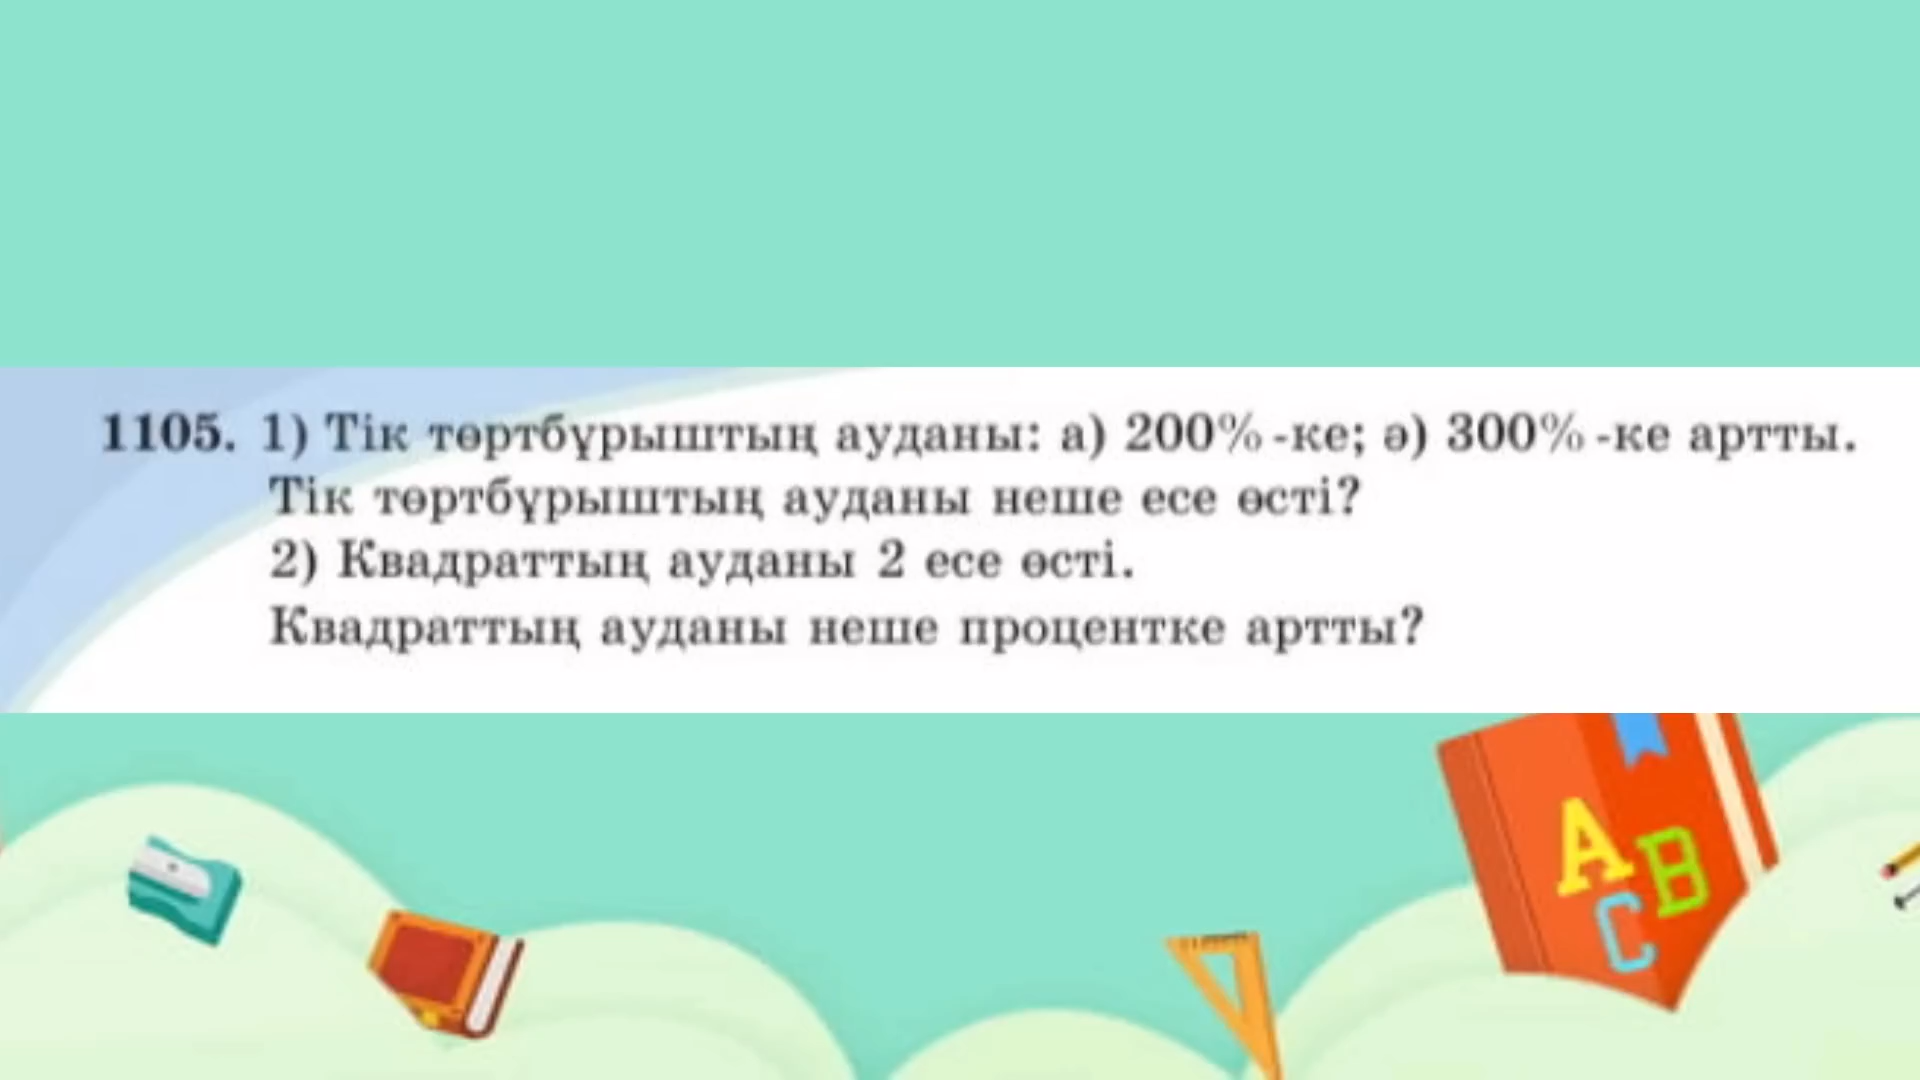 1105. 1) Тік төртбұрыштың ауданы: а) 200%-ке; ә) 300%-ке артты.
Тік төртбұрыштың ауданы неше есе өсті?
2) Квадраттың ауданы 2 есе өсті.
Квадраттың ауданы неше процентке артты?
A
B
C